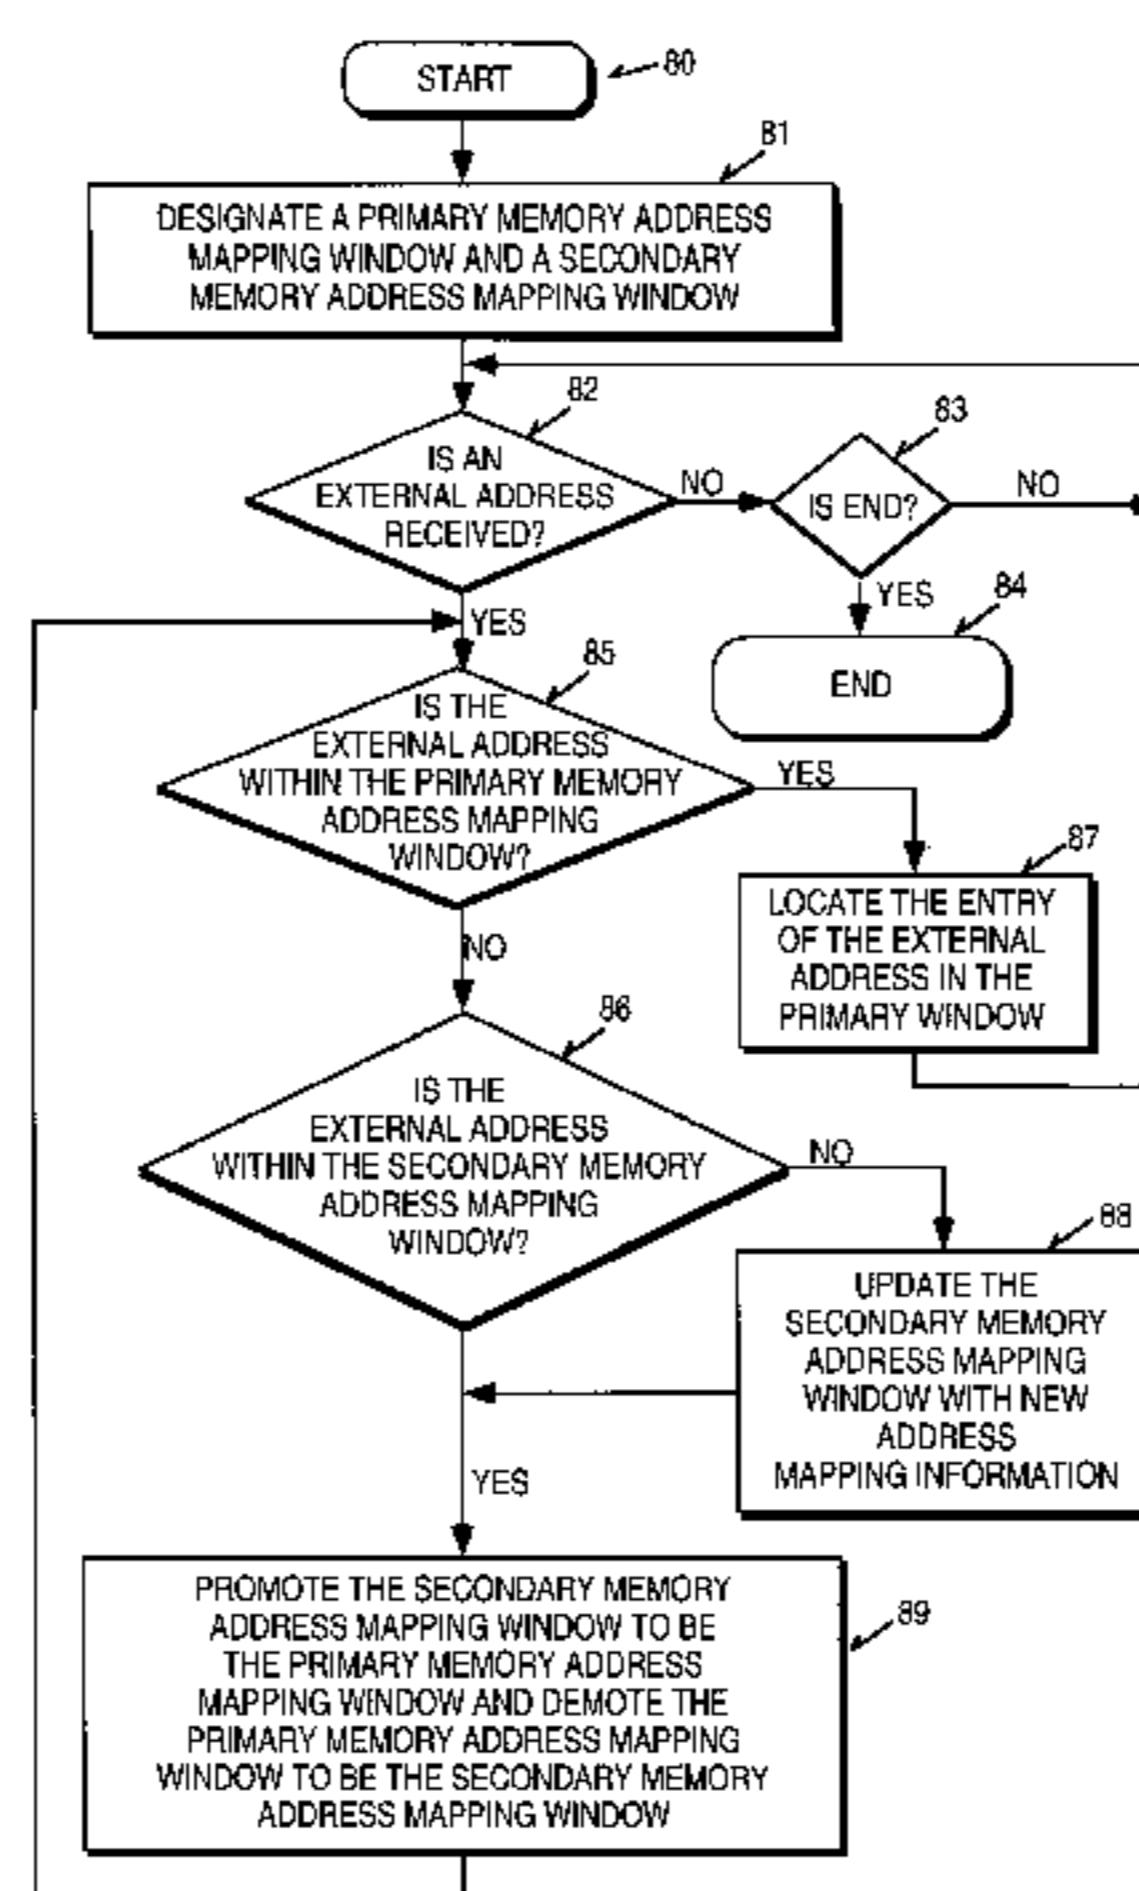 START
80
81
DESIGNATE A PRIMARY MEMORY ADDRESS
MAPPING WINDOW AND A SECONDARY
MEMORY ADDRESS MAPPING WINDOW
82
IS AN
EXTERNAL ADDRESS
RECEIVED?
NO
83
IS END?
NO
YES
YES
84
END
85
IS THE
EXTERNAL ADDRESS
WITHIN THE PRIMARY MEMORY
ADDRESS MAPPING
WINDOW?
YES
87
LOCATE THE ENTRY
OF THE EXTERNAL
ADDRESS IN THE
PRIMARY WINDOW
NO
86
IS THE
EXTERNAL ADDRESS
WITHIN THE SECONDARY MEMORY
ADDRESS MAPPING
WINDOW?
NO
88
UPDATE THE
SECONDARY MEMORY
ADDRESS MAPPING
WINDOW WITH NEW
ADDRESS
MAPPING INFORMATION
YES
89
PROMOTE THE SECONDARY MEMORY
ADDRESS MAPPING WINDOW TO BE
THE PRIMARY MEMORY ADDRESS
MAPPING WINDOW AND DEMOTE THE
PRIMARY MEMORY ADDRESS MAPPING
WINDOW TO BE THE SECONDARY MEMORY
ADDRESS MAPPING WINDOW